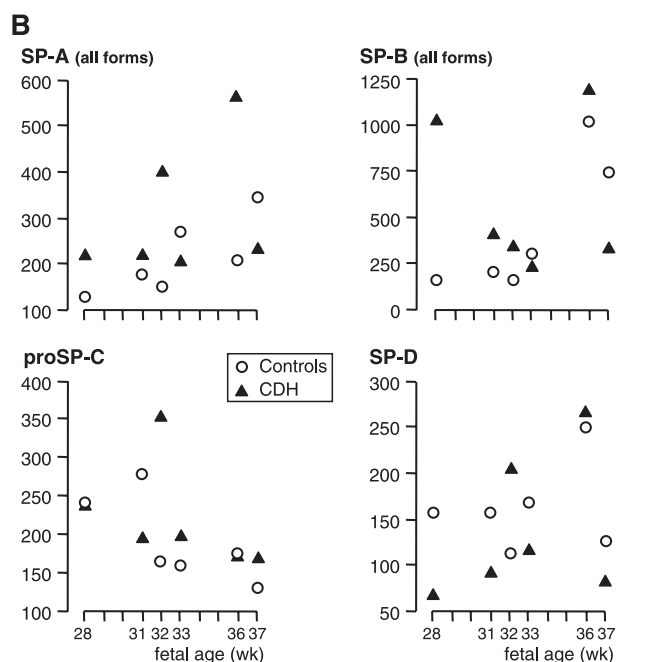 B
SP-A (all forms)
600
500
400
300
200
100
SP-B (all forms)
1250
1000
750
500
250
0
proSP-C
400
350
300
250
200
150
100
28 31 32 33 36 37
fetal age (wk)
Controls
CDH
SP-D
300
250
200
150
100
50
28 31 32 33 36 37
fetal age (wk)